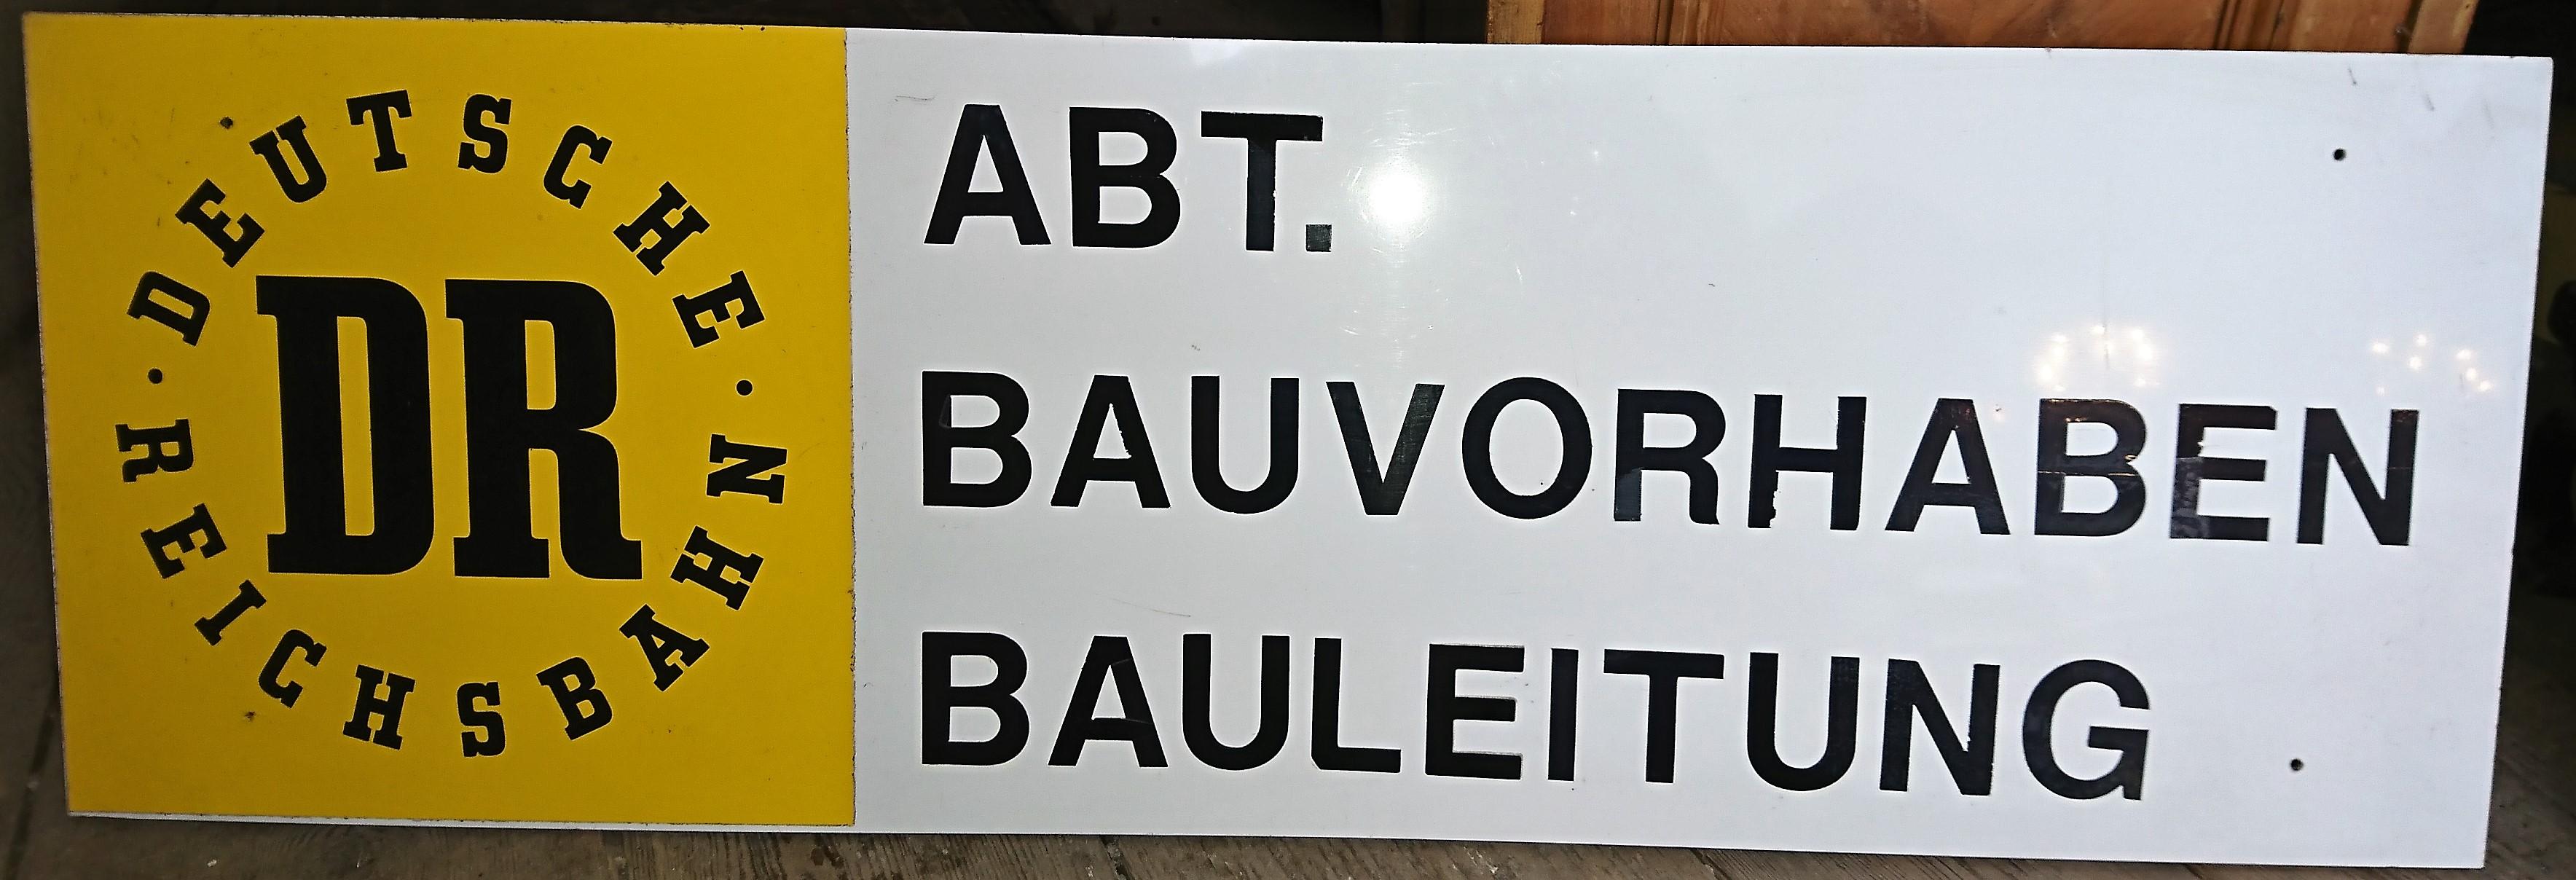 · DEUTSCHE ·
DR
REICHSBAHN
ABT.
BAUVORHABEN
BAULEITUNG